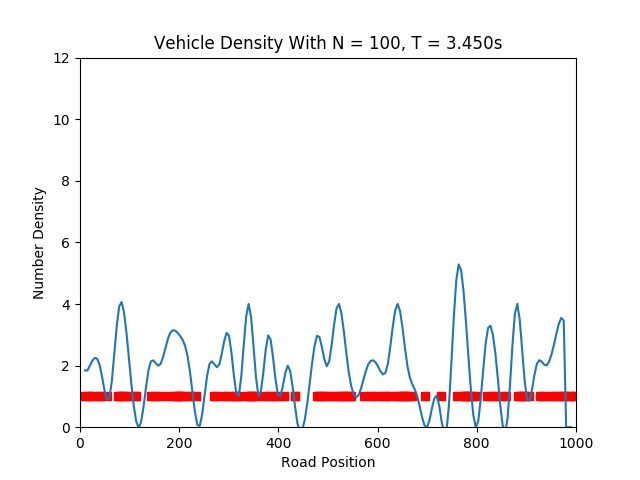 Vehicle Density With N = 100, T = 3.450s
12
10
8
6
4
2
0
Number Density
0 200 400 600 800 1000
Road Position